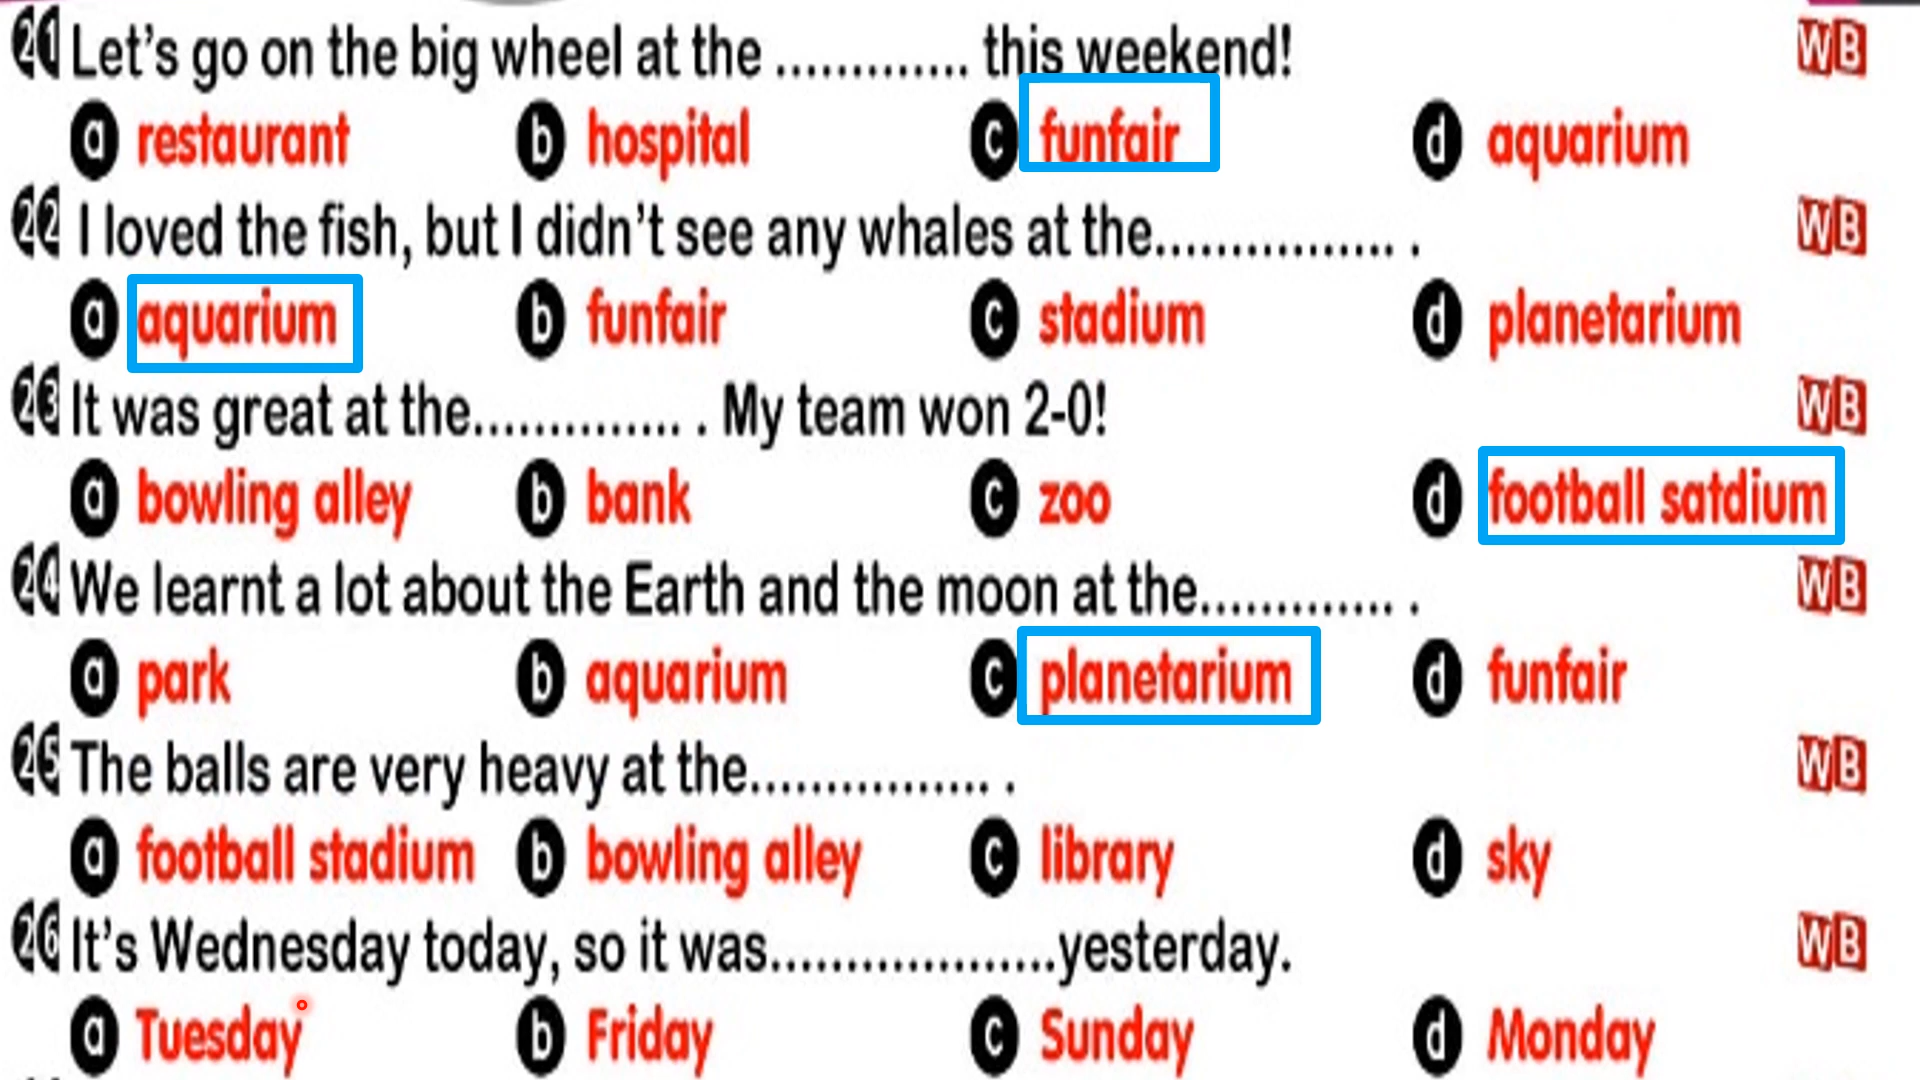 21 Let's go on the big wheel at the ............. this weekend! WB
a restaurant b hospital c funfair d aquarium
22 I loved the fish, but I didn't see any whales at the................ . WB
a aquarium b funfair c stadium d planetarium
23 It was great at the.............. . My team won 2-0! WB
a bowling alley b bank c zoo d football satdium
24 We learnt a lot about the Earth and the moon at the............. . WB
a park b aquarium c planetarium d funfair
25 The balls are very heavy at the................ . WB
a football stadium b bowling alley c library d sky
26 It's Wednesday today, so it was...................yesterday. WB
a Tuesday b Friday c Sunday d Monday